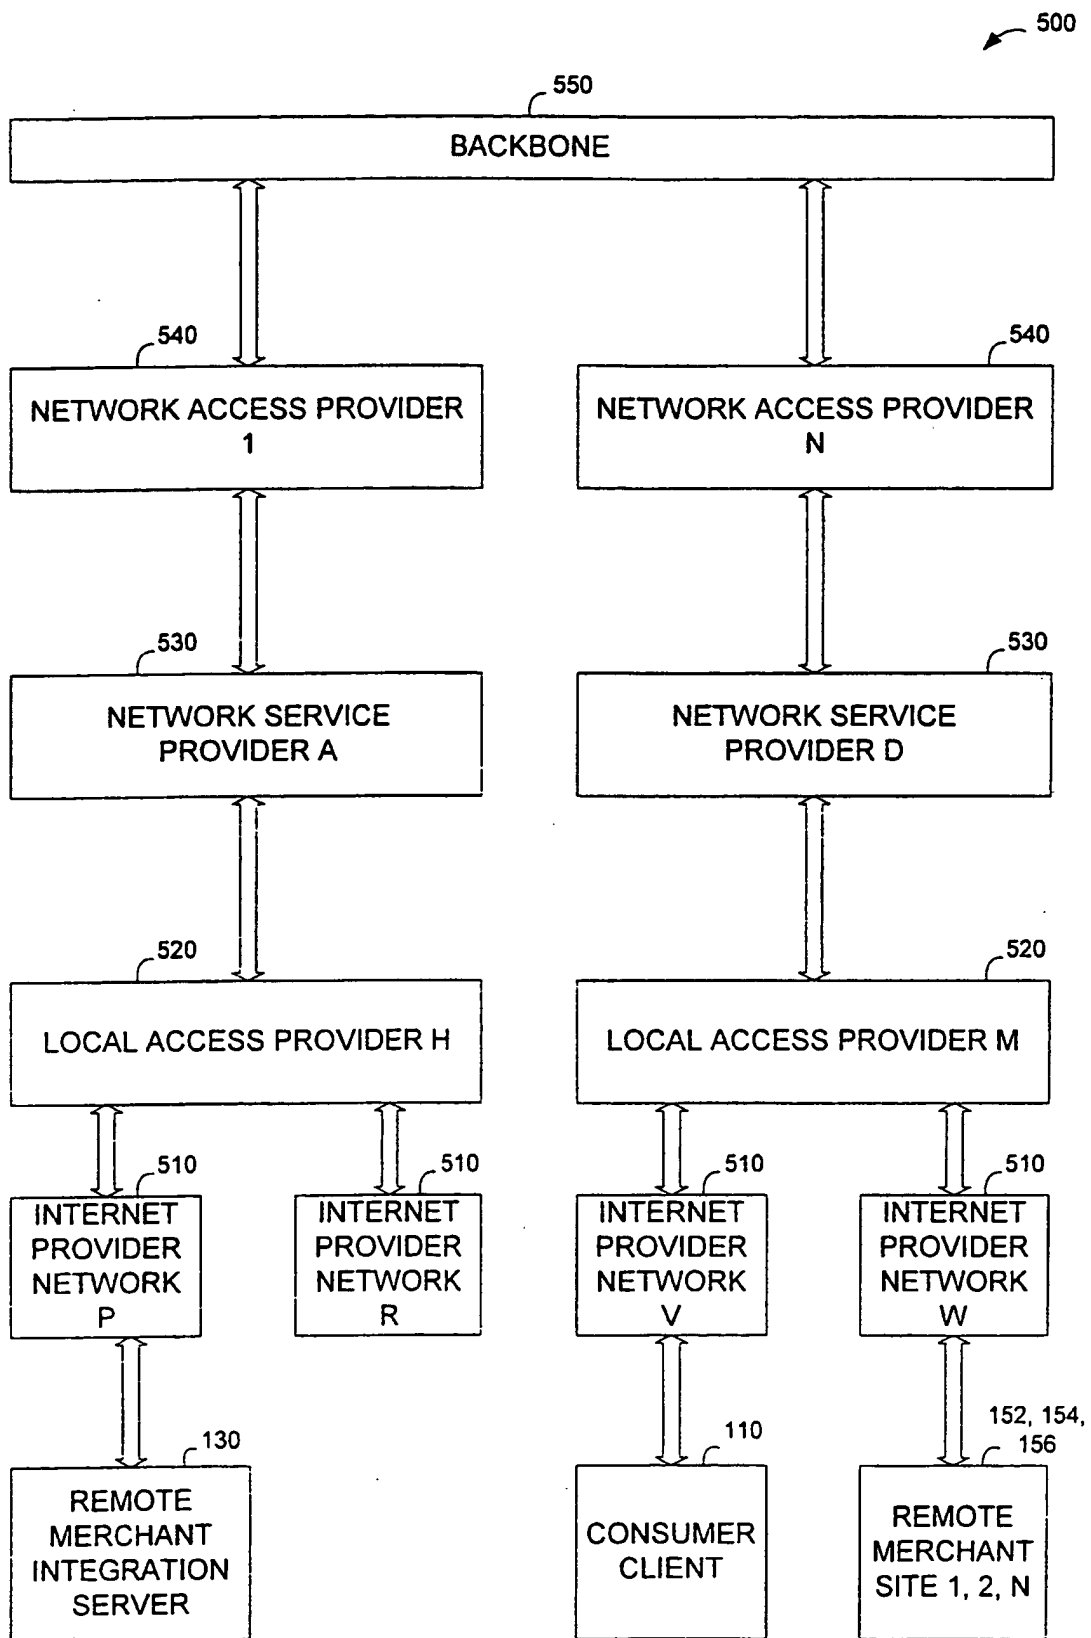 500
550
BACKBONE
540
540
NETWORK ACCESS PROVIDER
1
NETWORK ACCESS PROVIDER
N
530
530
NETWORK SERVICE
PROVIDER A
NETWORK SERVICE
PROVIDER D
520
520
LOCAL ACCESS PROVIDER H
LOCAL ACCESS PROVIDER M
510
510
510
510
INTERNET
PROVIDER
NETWORK
P
INTERNET
PROVIDER
NETWORK
R
INTERNET
PROVIDER
NETWORK
V
INTERNET
PROVIDER
NETWORK
W
130
110
152, 154,
156
REMOTE
MERCHANT
INTEGRATION
SERVER
CONSUMER
CLIENT
REMOTE
MERCHANT
SITE 1, 2, N